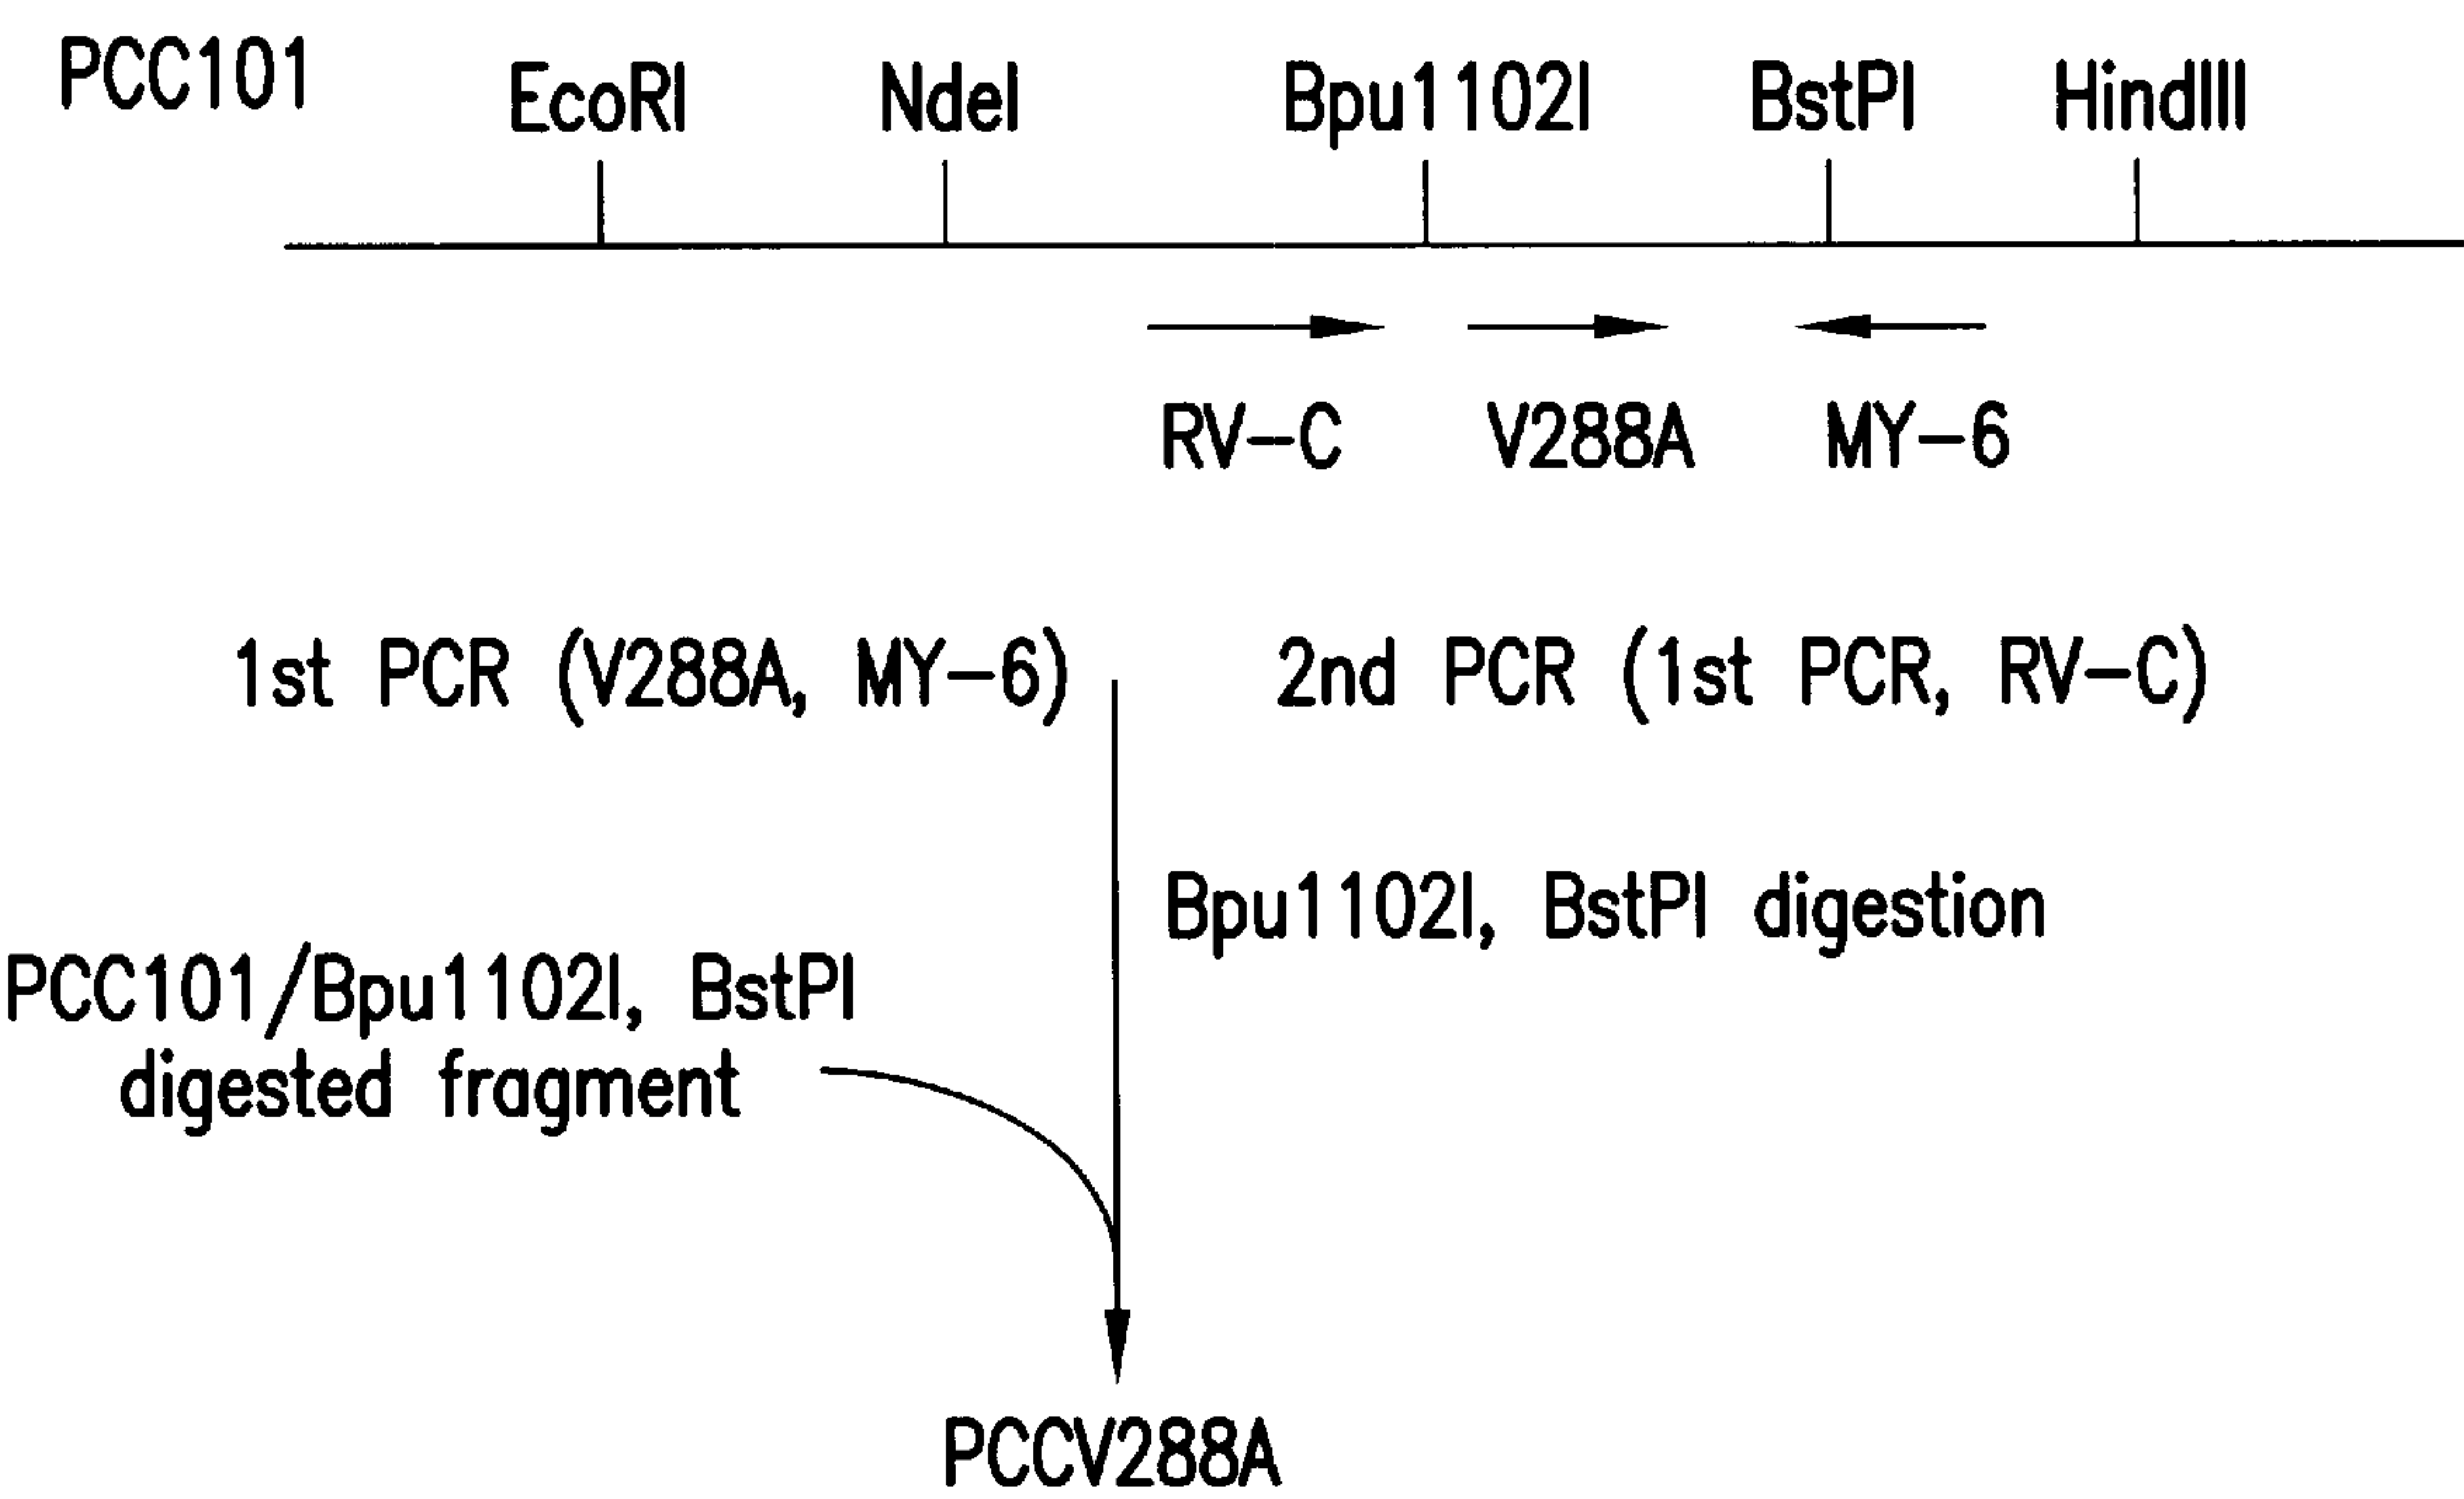 PCC101
EcoRI NdeI Bpu1102I BstPI HindIII
RV-C V288A MY-6
1st PCR (V288A, MY-6) 2nd PCR (1st PCR, RV-C)
Bpu1102I, BstPI digestion
PCC101/Bpu1102I, BstPI
digested fragment
PCCV288A